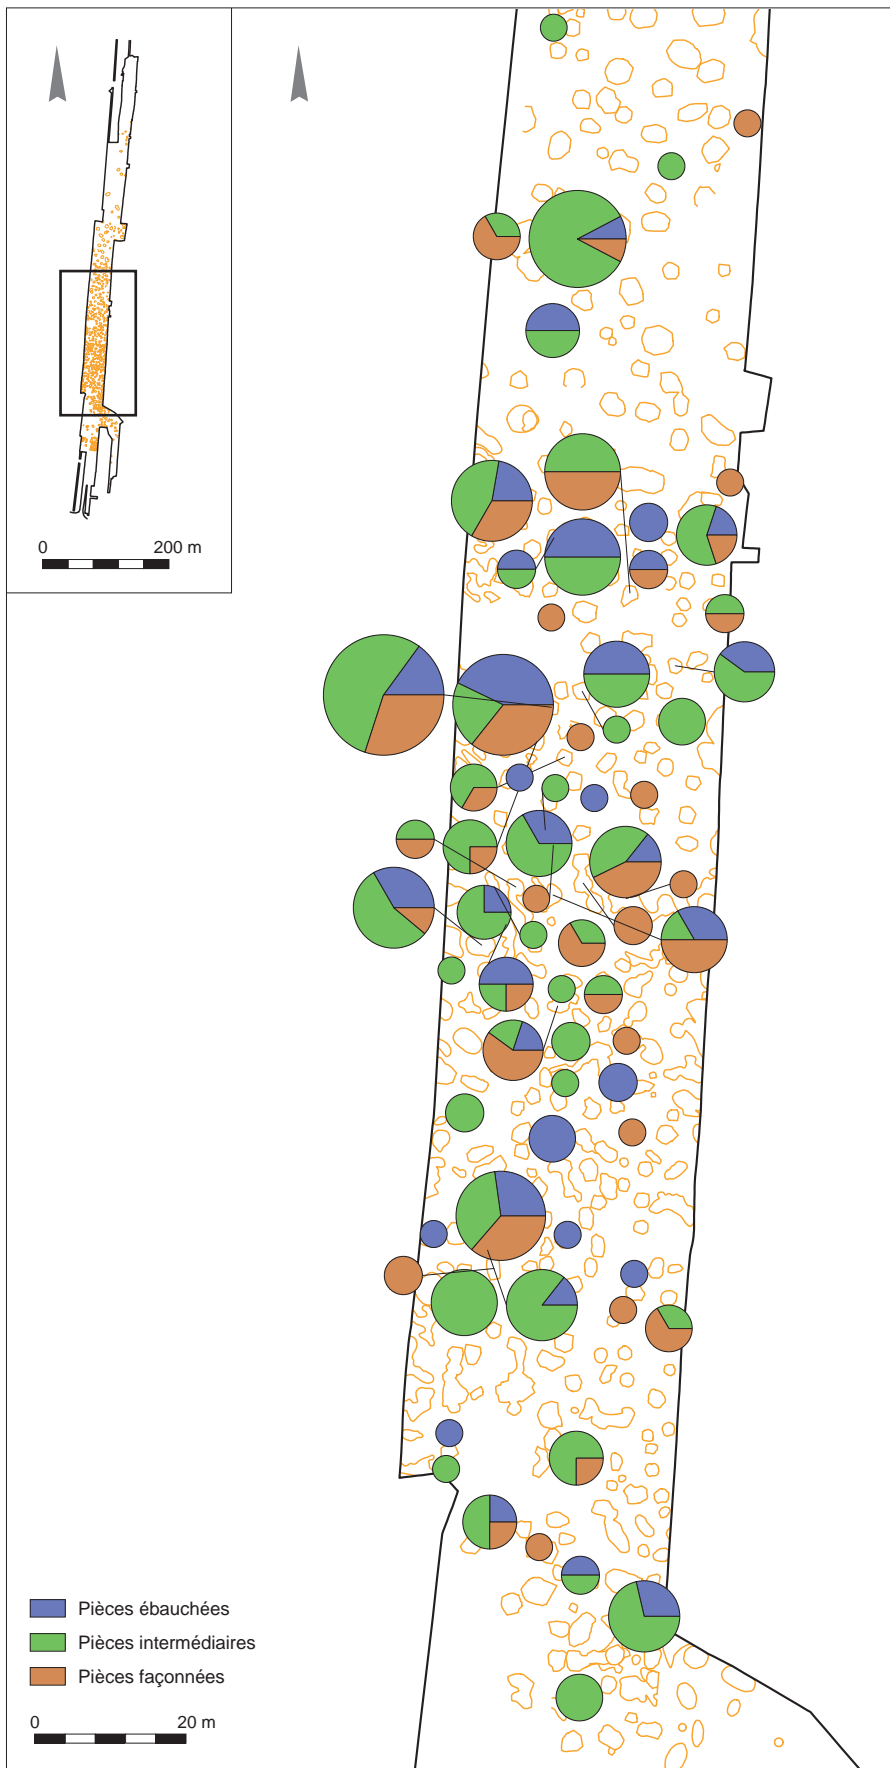 0 200 m
Pièces ébauchées
Pièces intermédiaires
Pièces façonnées
0 20 m